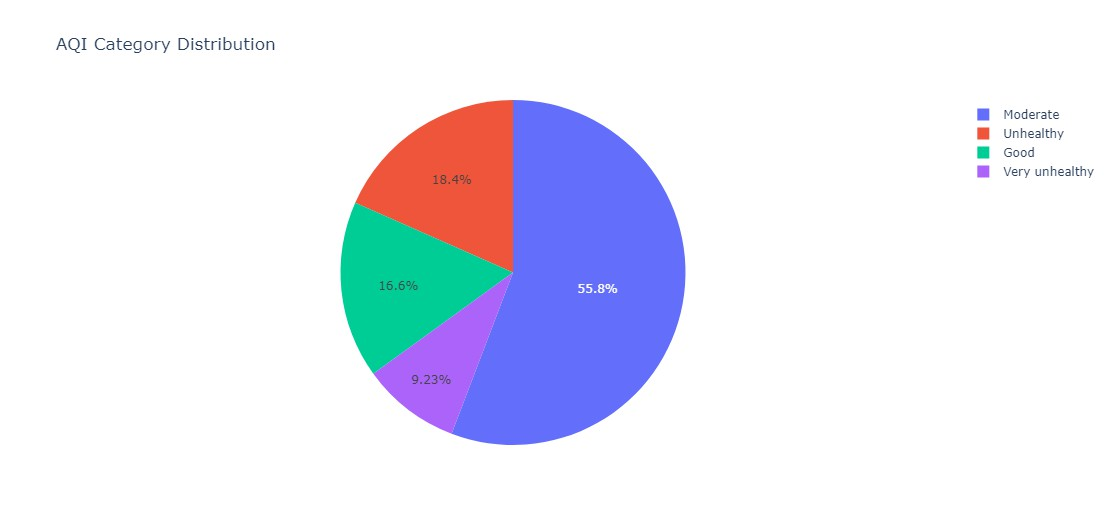 AQI Category Distribution
Moderate
Unhealthy
Good
Very unhealthy
18.4%
16.6%
55.8%
9.23%